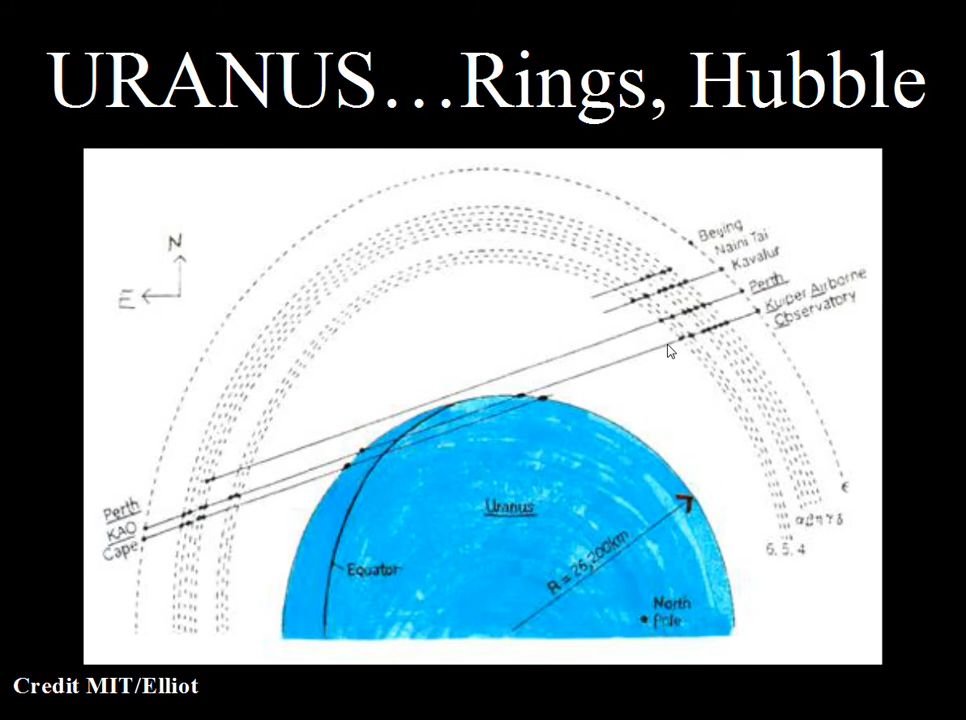 URANUS…Rings, Hubble
N
E
Beijing
Naini Tai
Kavalur
Perth
Kuiper Airborne
Observatory
Perth
KAO
Cape
Uranus
R = 26,200km
Equator
North
Pole
ε
α β η γ δ
6, 5, 4
Credit MIT/Elliot